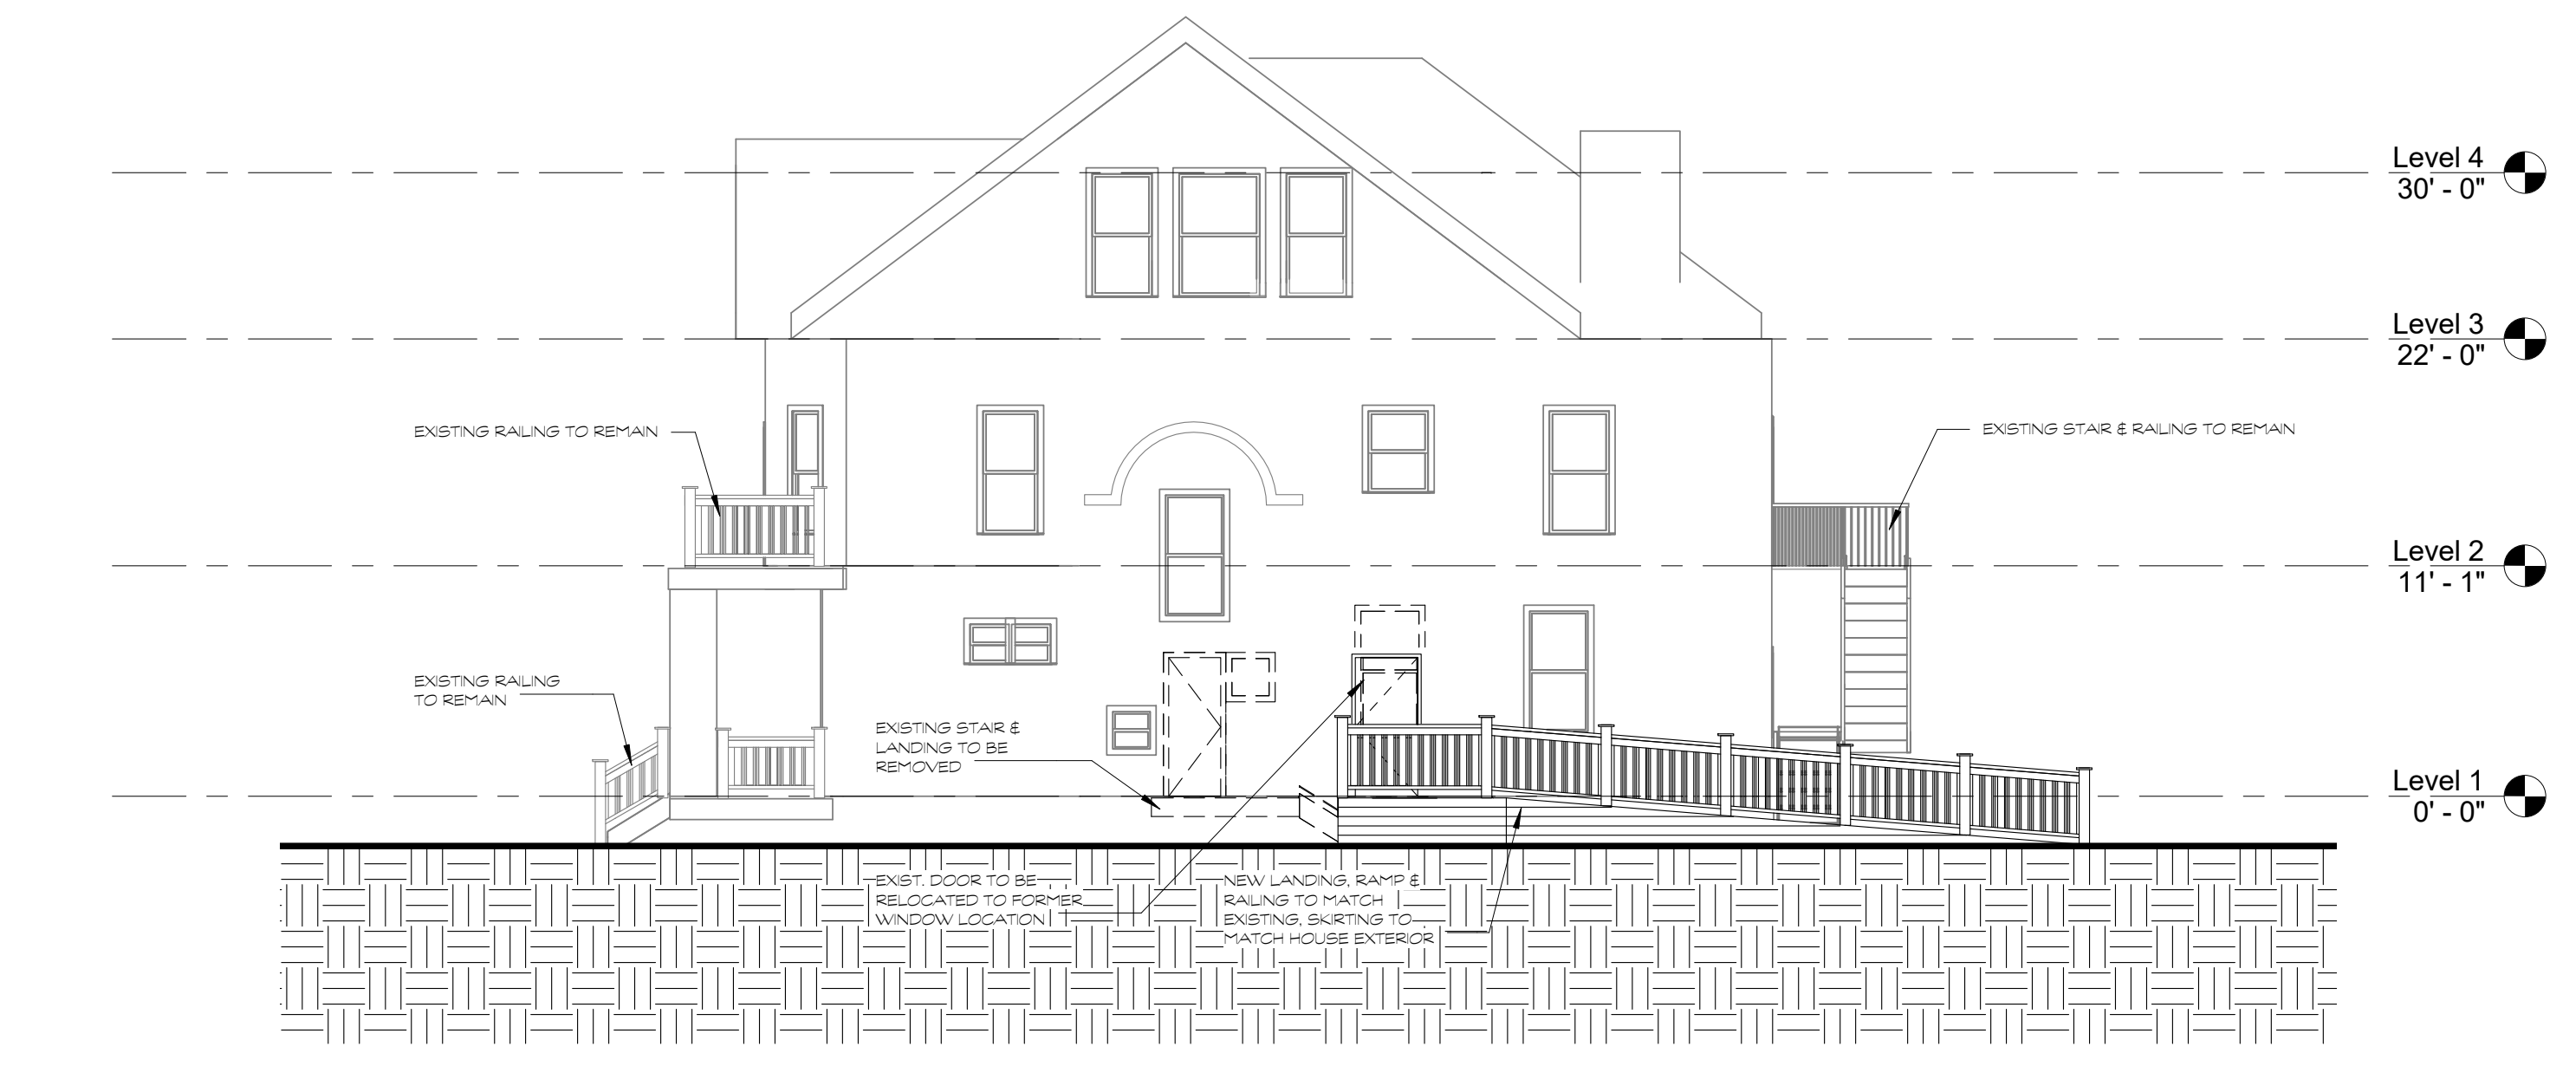 Level 4
30' - 0"
Level 3
22' - 0"
EXISTING RAILING TO REMAIN
EXISTING STAIR & RAILING TO REMAIN
Level 2
11' - 1"
EXISTING RAILING
TO REMAIN
EXISTING STAIR &
LANDING TO BE
REMOVED
Level 1
0' - 0"
EXIST. DOOR TO BE
RELOCATED TO FORMER
WINDOW LOCATION
NEW LANDING, RAMP &
RAILING TO MATCH
EXISTING, SKIRTING TO
MATCH HOUSE EXTERIOR